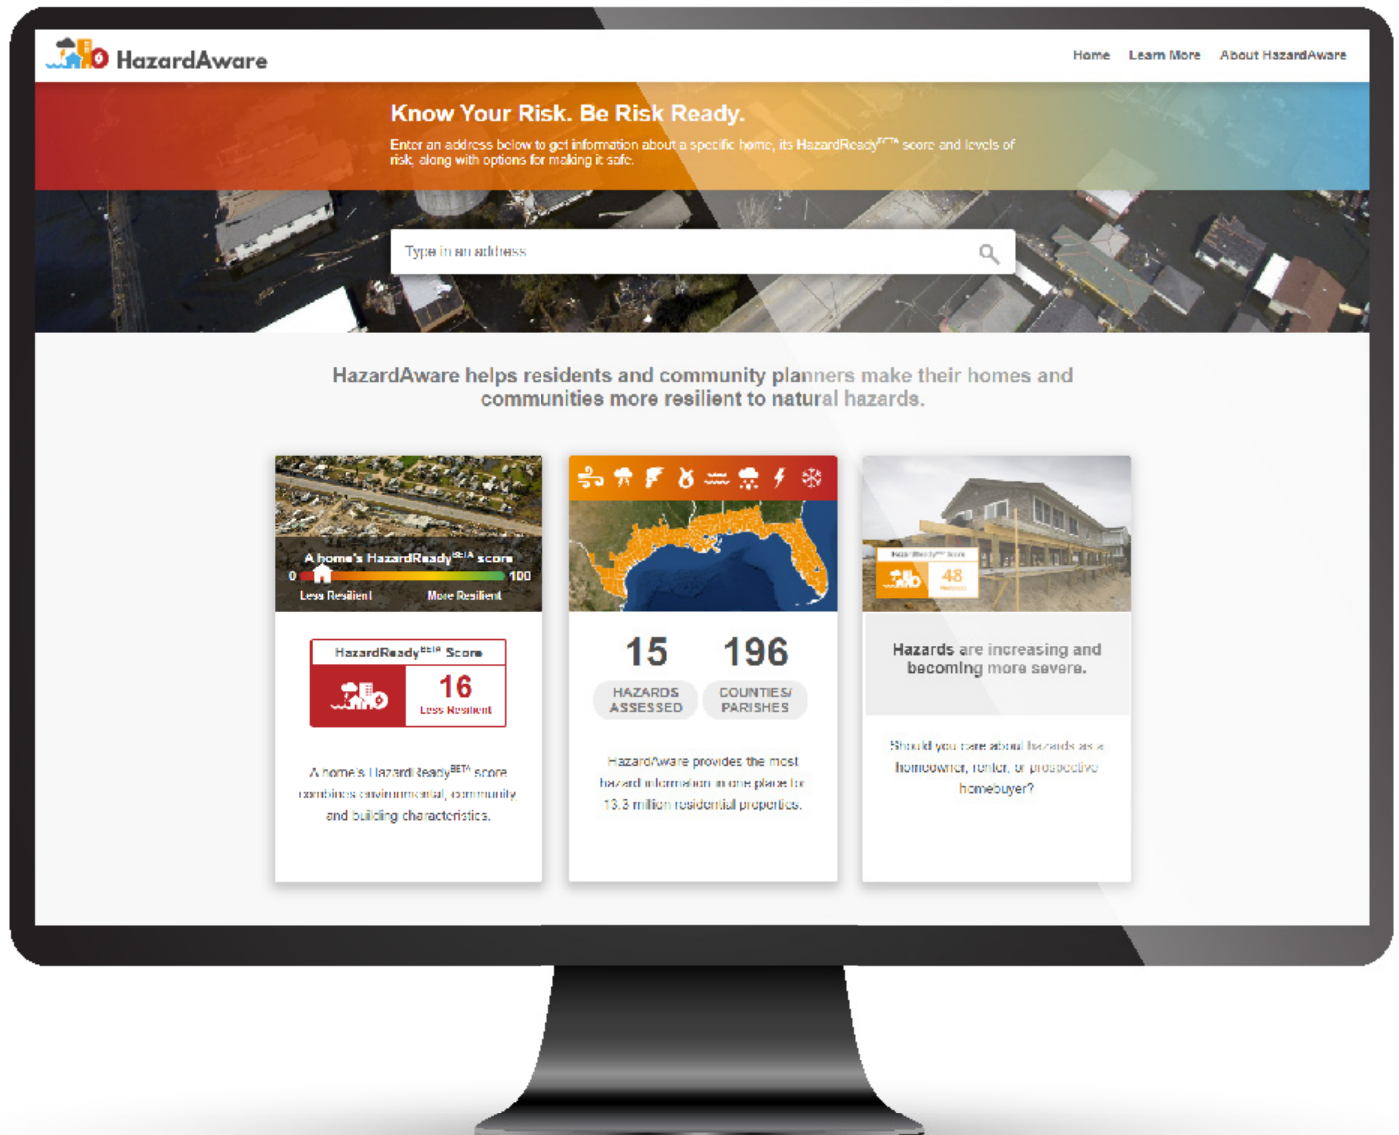 HazardAware
Home Learn More About HazardAware
Know Your Risk. Be Risk Ready.
Enter an address below to get information about a specific home, its HazardReadyBETA score and levels of
risk, along with options for making it safe.
Type in an address
HazardAware helps residents and community planners make their homes and
communities more resilient to natural hazards.
A home's HazardReadyBETA score
0 100
Less Resilient More Resilient
HazardReadyBETA Score
16
Less Resilient
A home's HazardReadyBETA score
combines environmental, community,
and building characteristics.
15 196
HAZARDS COUNTIES/
ASSESSED PARISHES
HazardAware provides the most
hazard information in one place for
13.3 million residential properties.
HazardReadyBETA Score
48
Hazards are increasing and
becoming more severe.
Should you care about hazards as a
homeowner, renter, or prospective
homebuyer?